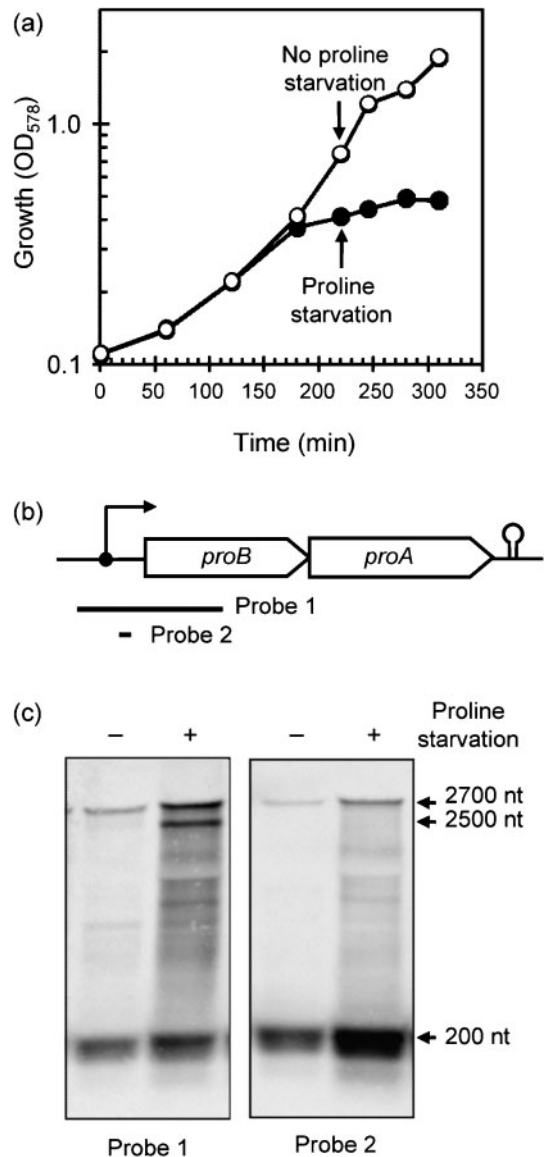 (a)
No proline
starvation
1.0
Growth (OD578)
Proline
starvation
0.1
0 50 100 150 200 250 300 350
Time (min)
(b)
proB proA
Probe 1
Probe 2
(c)
– + – + Proline
starvation
2700 nt
2500 nt
200 nt
Probe 1 Probe 2